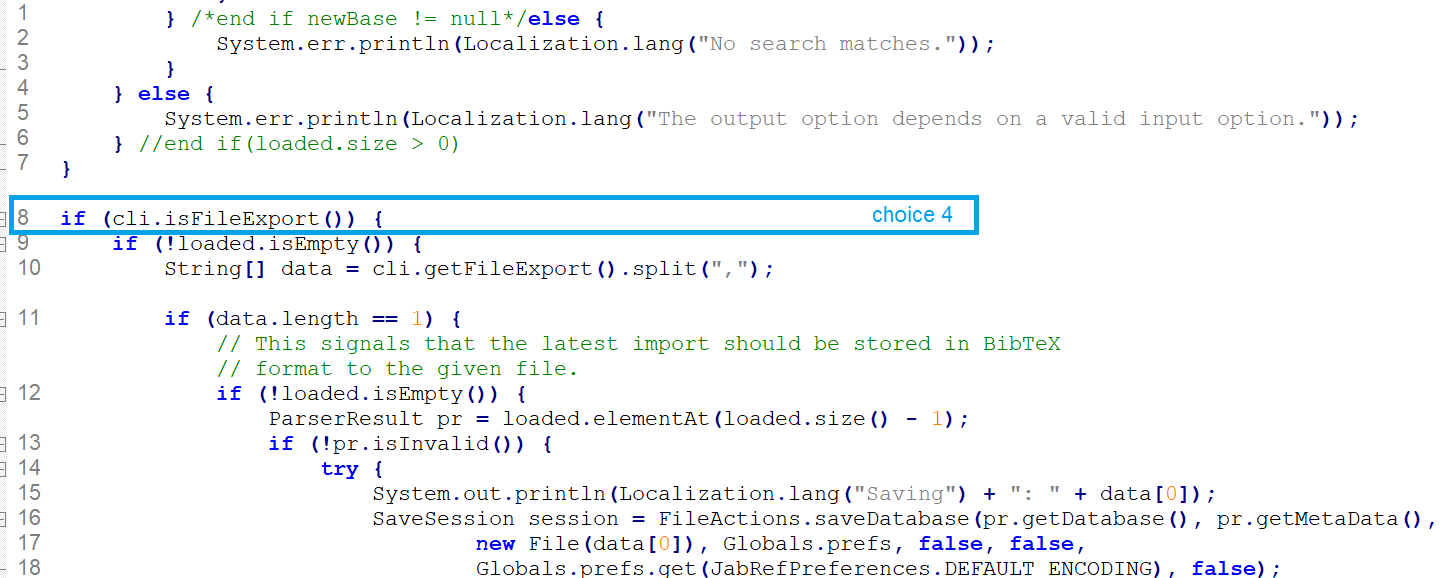 1 } /*end if newBase != null*/else {
2 System.err.println(Localization.lang("No search matches."));
3 }
4 } else {
5 System.err.println(Localization.lang("The output option depends on a valid input option."));
6 } //end if(loaded.size > 0)
7 }
8 if (cli.isFileExport()) { choice 4
9 if (!loaded.isEmpty()) {
10 String[] data = cli.getFileExport().split(",");
11 if (data.length == 1) {
// This signals that the latest import should be stored in BibTeX
// format to the given file.
12 if (!loaded.isEmpty()) {
ParserResult pr = loaded.elementAt(loaded.size() - 1);
13 if (!pr.isInvalid()) {
14 try {
15 System.out.println(Localization.lang("Saving") + ": " + data[0]);
16 SaveSession session = FileActions.saveDatabase(pr.getDatabase(), pr.getMetaData(),
17 new File(data[0]), Globals.prefs, false, false,
18 Globals.prefs.get(JabRefPreferences.DEFAULT_ENCODING), false);